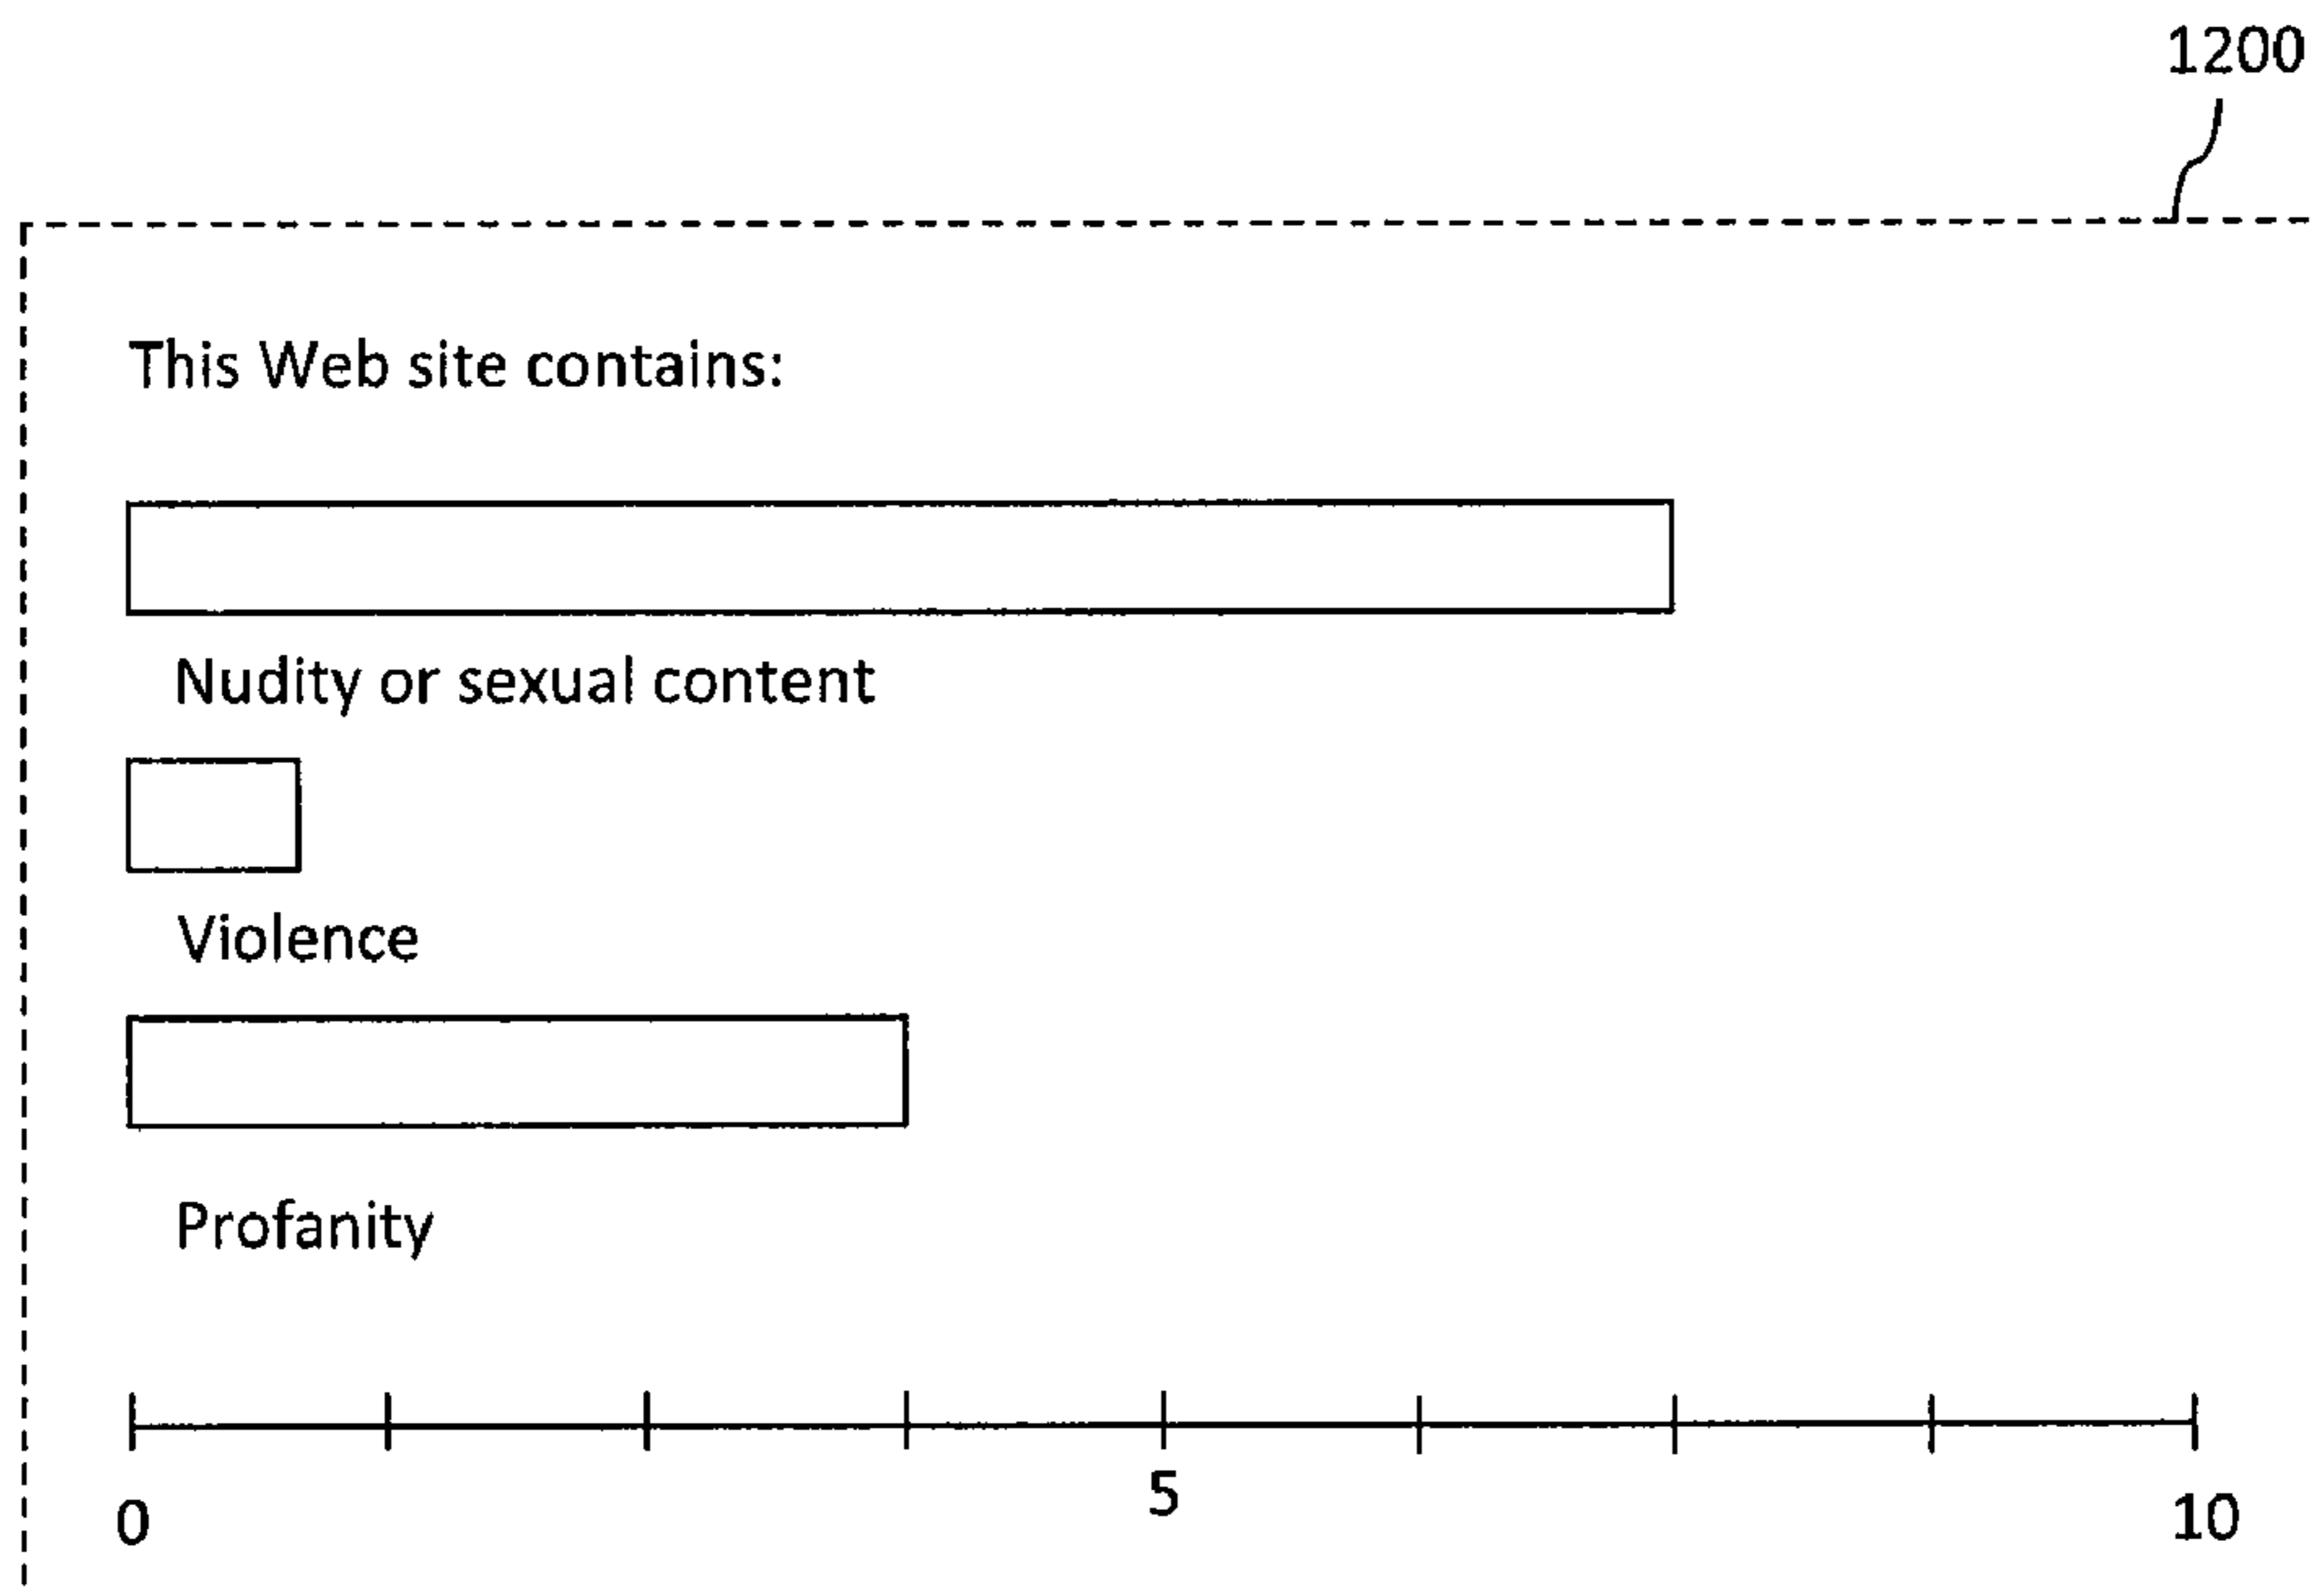 1200
This Web site contains:
Nudity or sexual content
Violence
Profanity
0 5 10